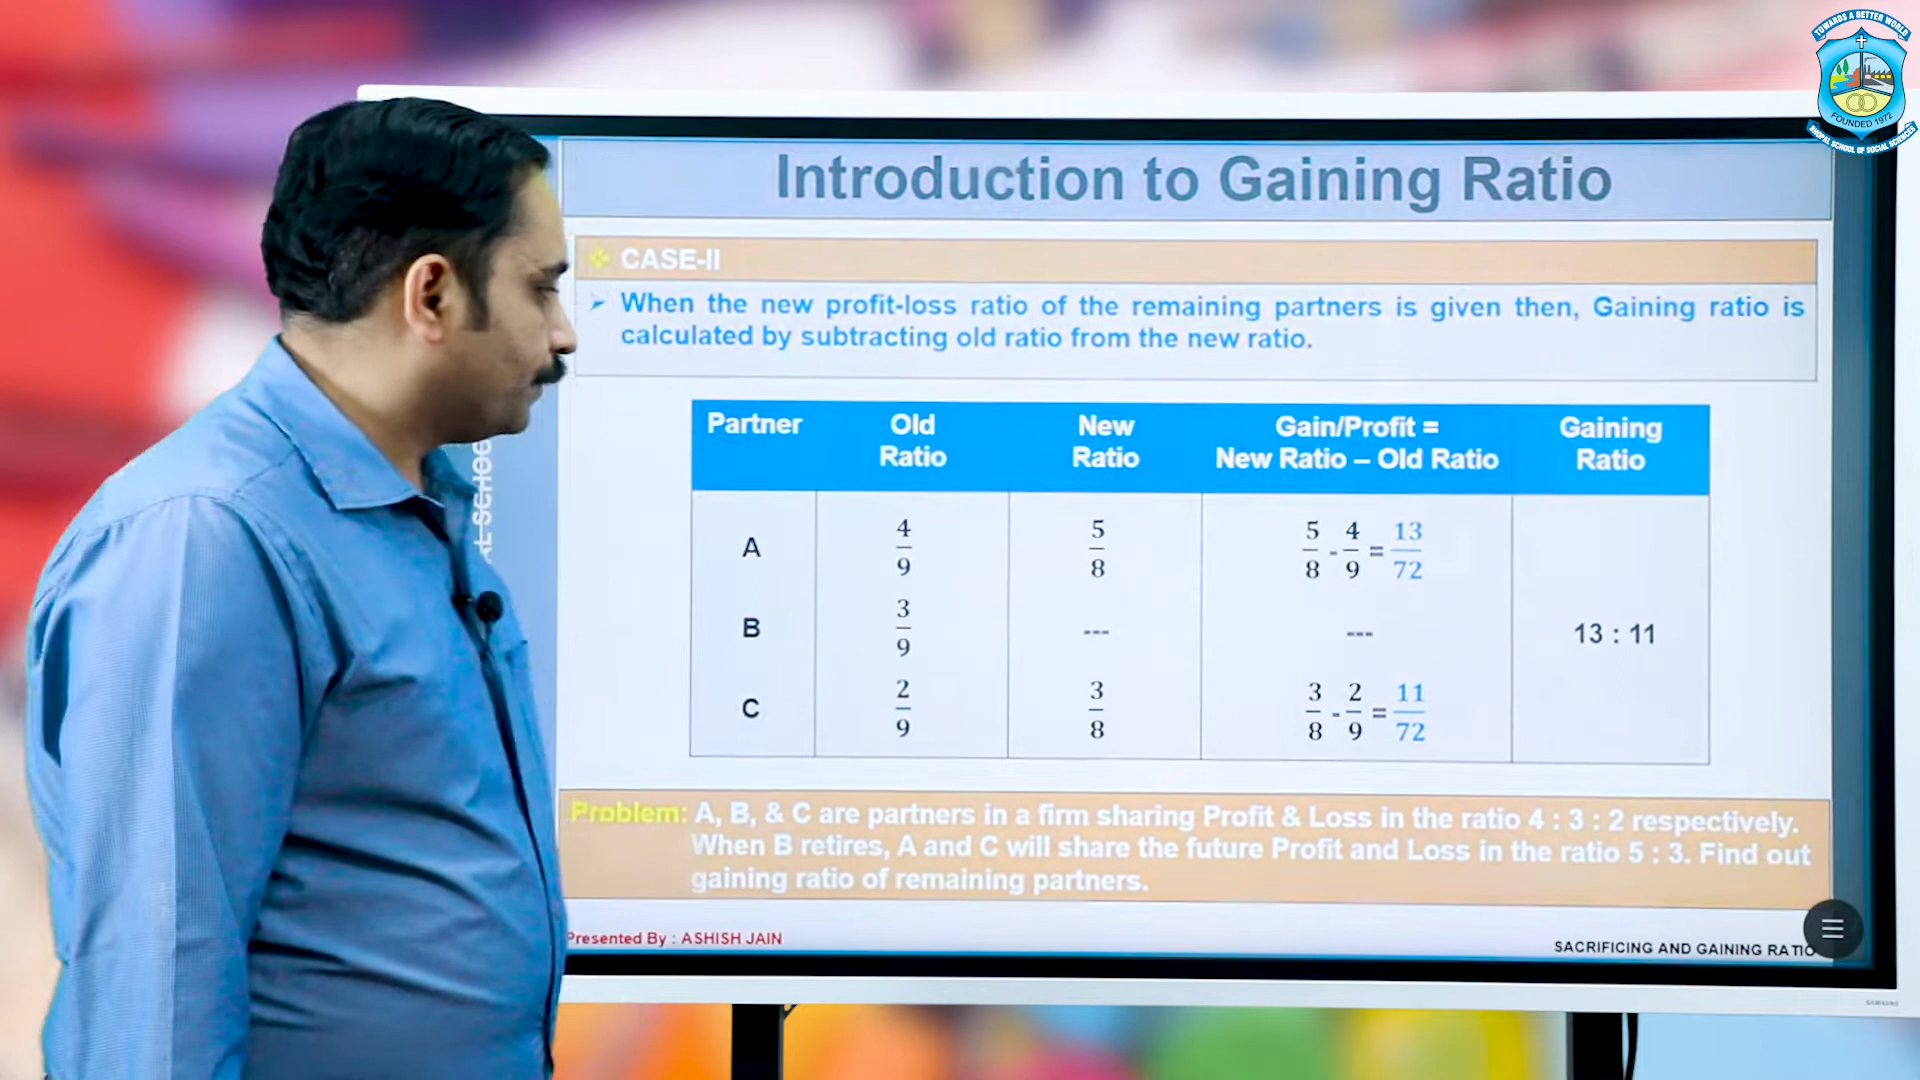 TOWARDS A BETTER WORLD
FOUNDED 1972
BHOPAL SCHOOL OF SOCIAL SCIENCES
Introduction to Gaining Ratio
CASE-II
➤ When the new profit-loss ratio of the remaining partners is given then, Gaining ratio is
calculated by subtracting old ratio from the new ratio.
Partner Old Ratio New Ratio Gain/Profit = New Ratio – Old Ratio Gaining Ratio
A 4/9 5/8 5/8 - 4/9 = 13/72
B 3/9 --- --- 13 : 11
C 2/9 3/8 3/8 - 2/9 = 11/72
Problem: A, B, & C are partners in a firm sharing Profit & Loss in the ratio 4 : 3 : 2 respectively.
When B retires, A and C will share the future Profit and Loss in the ratio 5 : 3. Find out
gaining ratio of remaining partners.
Presented By : ASHISH JAIN
SACRIFICING AND GAINING RATIO
SAMSUNG